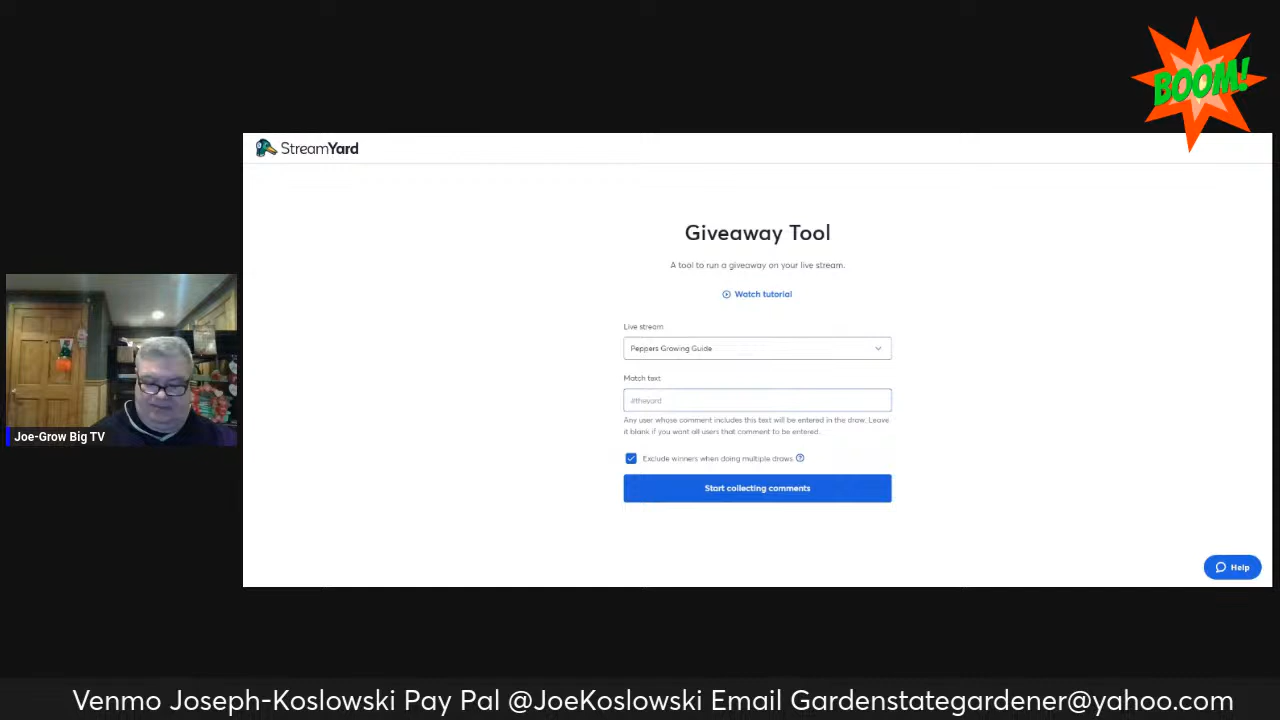 BOOM!
StreamYard
Giveaway Tool
A tool to run a giveaway on your live stream.
Watch tutorial
Live stream
Peppers Growing Guide
Match text
#theyard
Any user whose comment includes this text will be entered in the draw. Leave
it blank if you want all users that comment to be entered.
Exclude winners when doing multiple draws
Start collecting comments
Help
Joe-Grow Big TV
Venmo Joseph-Koslowski Pay Pal @JoeKoslowski Email Gardenstategardener@yahoo.com